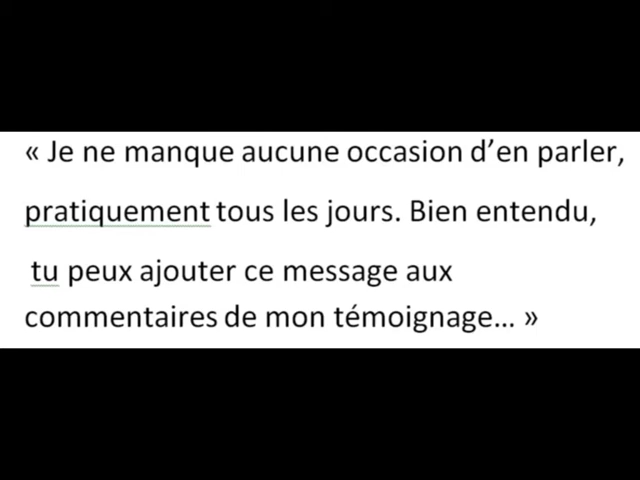 « Je ne manque aucune occasion d’en parler,
pratiquement tous les jours. Bien entendu,
tu peux ajouter ce message aux
commentaires de mon témoignage... »